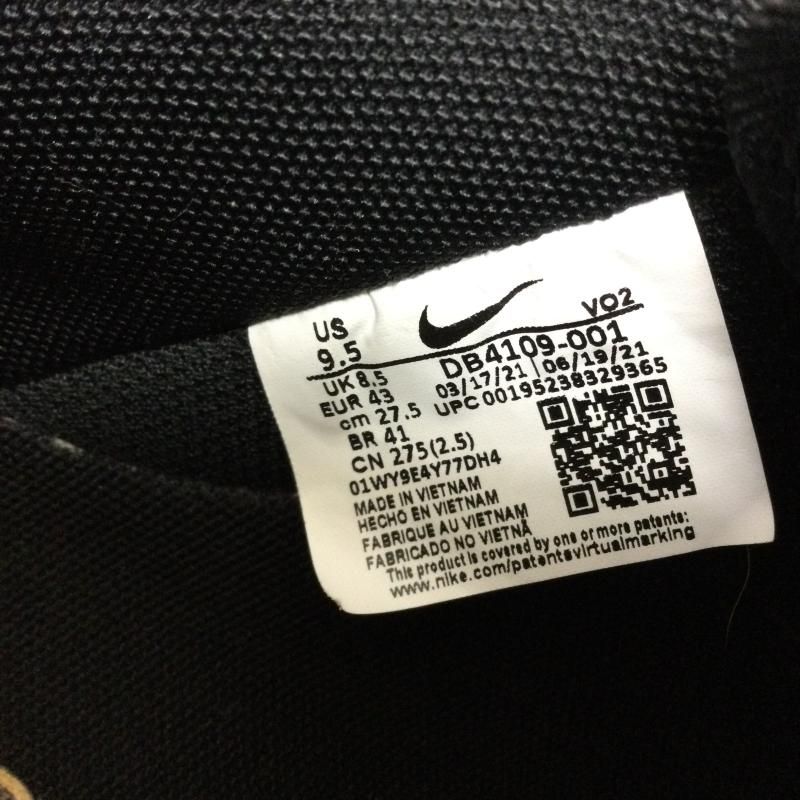 US
9.5
VO2
UK 8.5
EUR 43
cm 27.5
BR 41
CN 275(2.5)
DB4109-001
03/17/21 | 06/19/21
UPC 00195238329365
01WY9E4Y77DH4
MADE IN VIETNAM
HECHO EN VIETNAM
FABRIQUE AU VIETNAM
FABRICADO NO VIETNÃ
This product is covered by one or more patents:
www.nike.com/patentsvirtualmarking